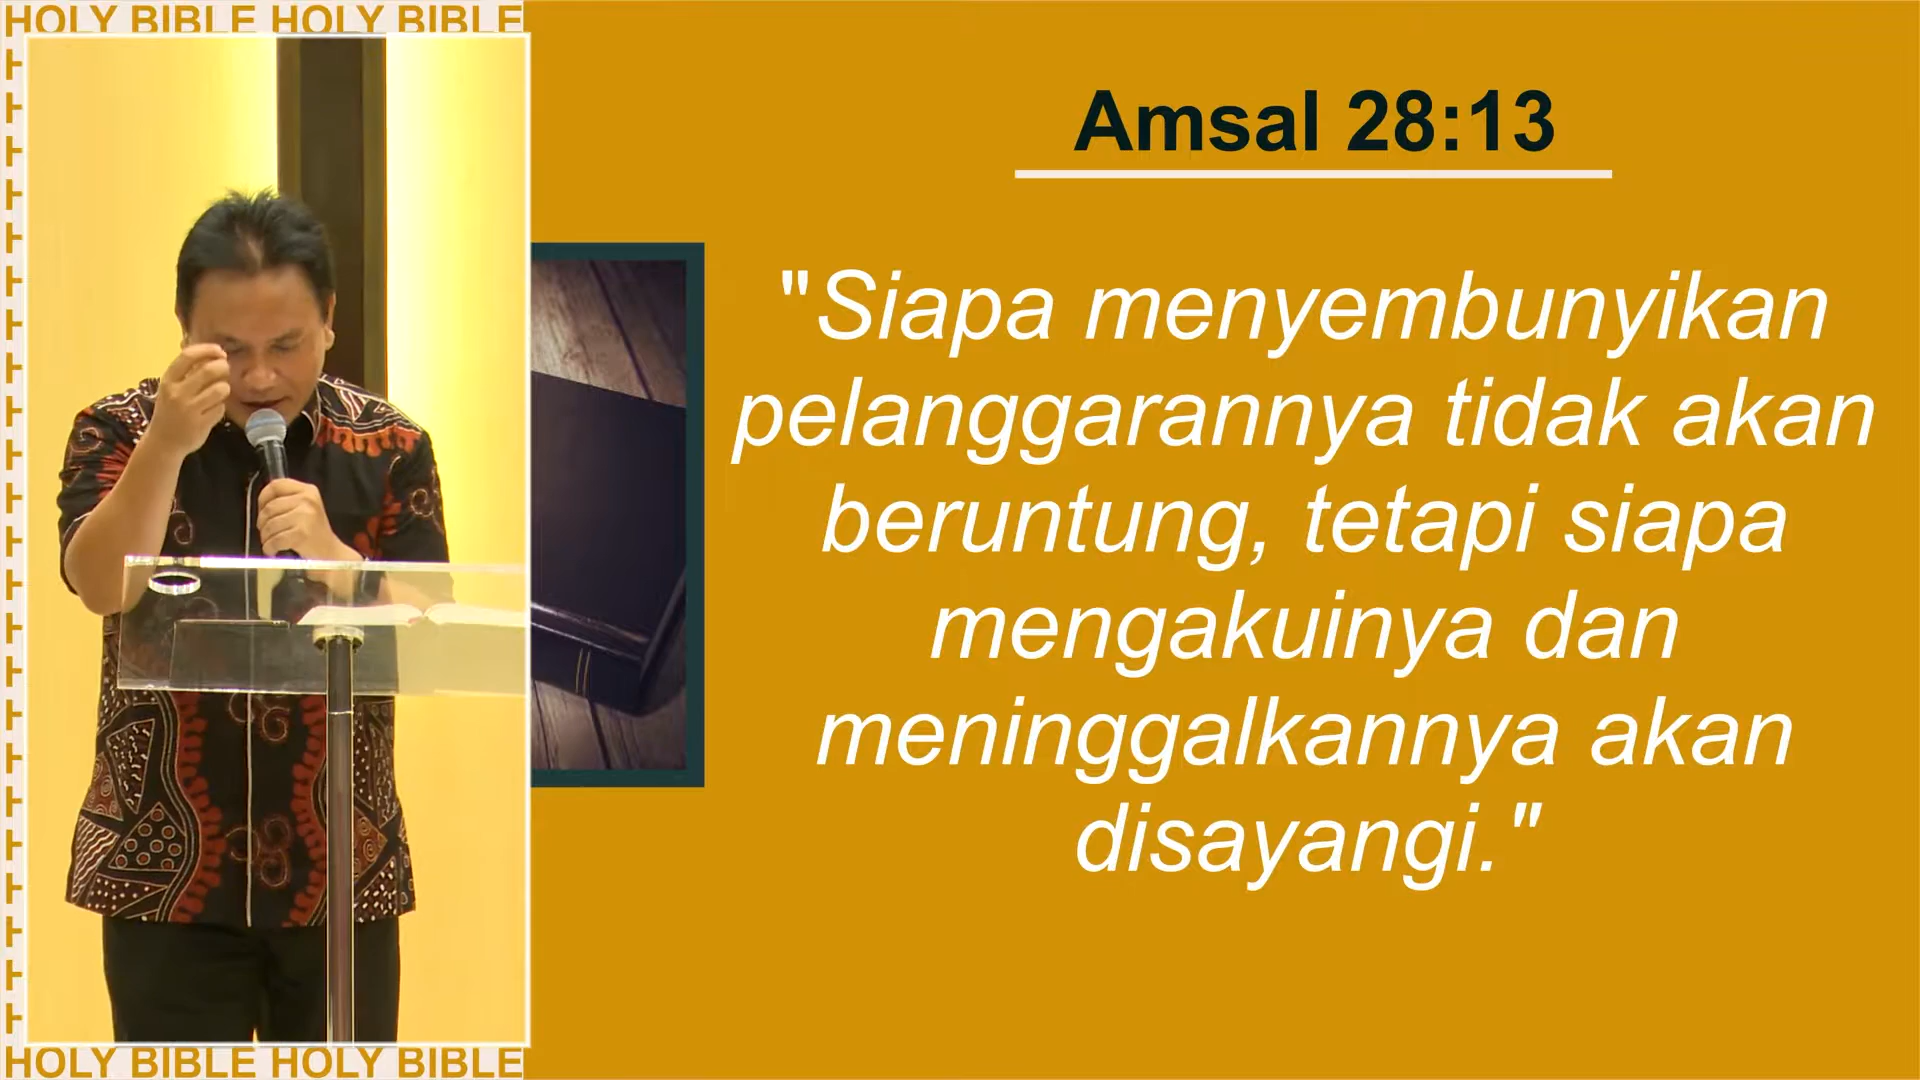 HOLY BIBLE HOLY BIBLE
Amsal 28:13
"Siapa menyembunyikan
pelanggarannya tidak akan
beruntung, tetapi siapa
mengakuinya dan
meninggalkannya akan
disayangi."
HOLY BIBLE HOLY BIBLE